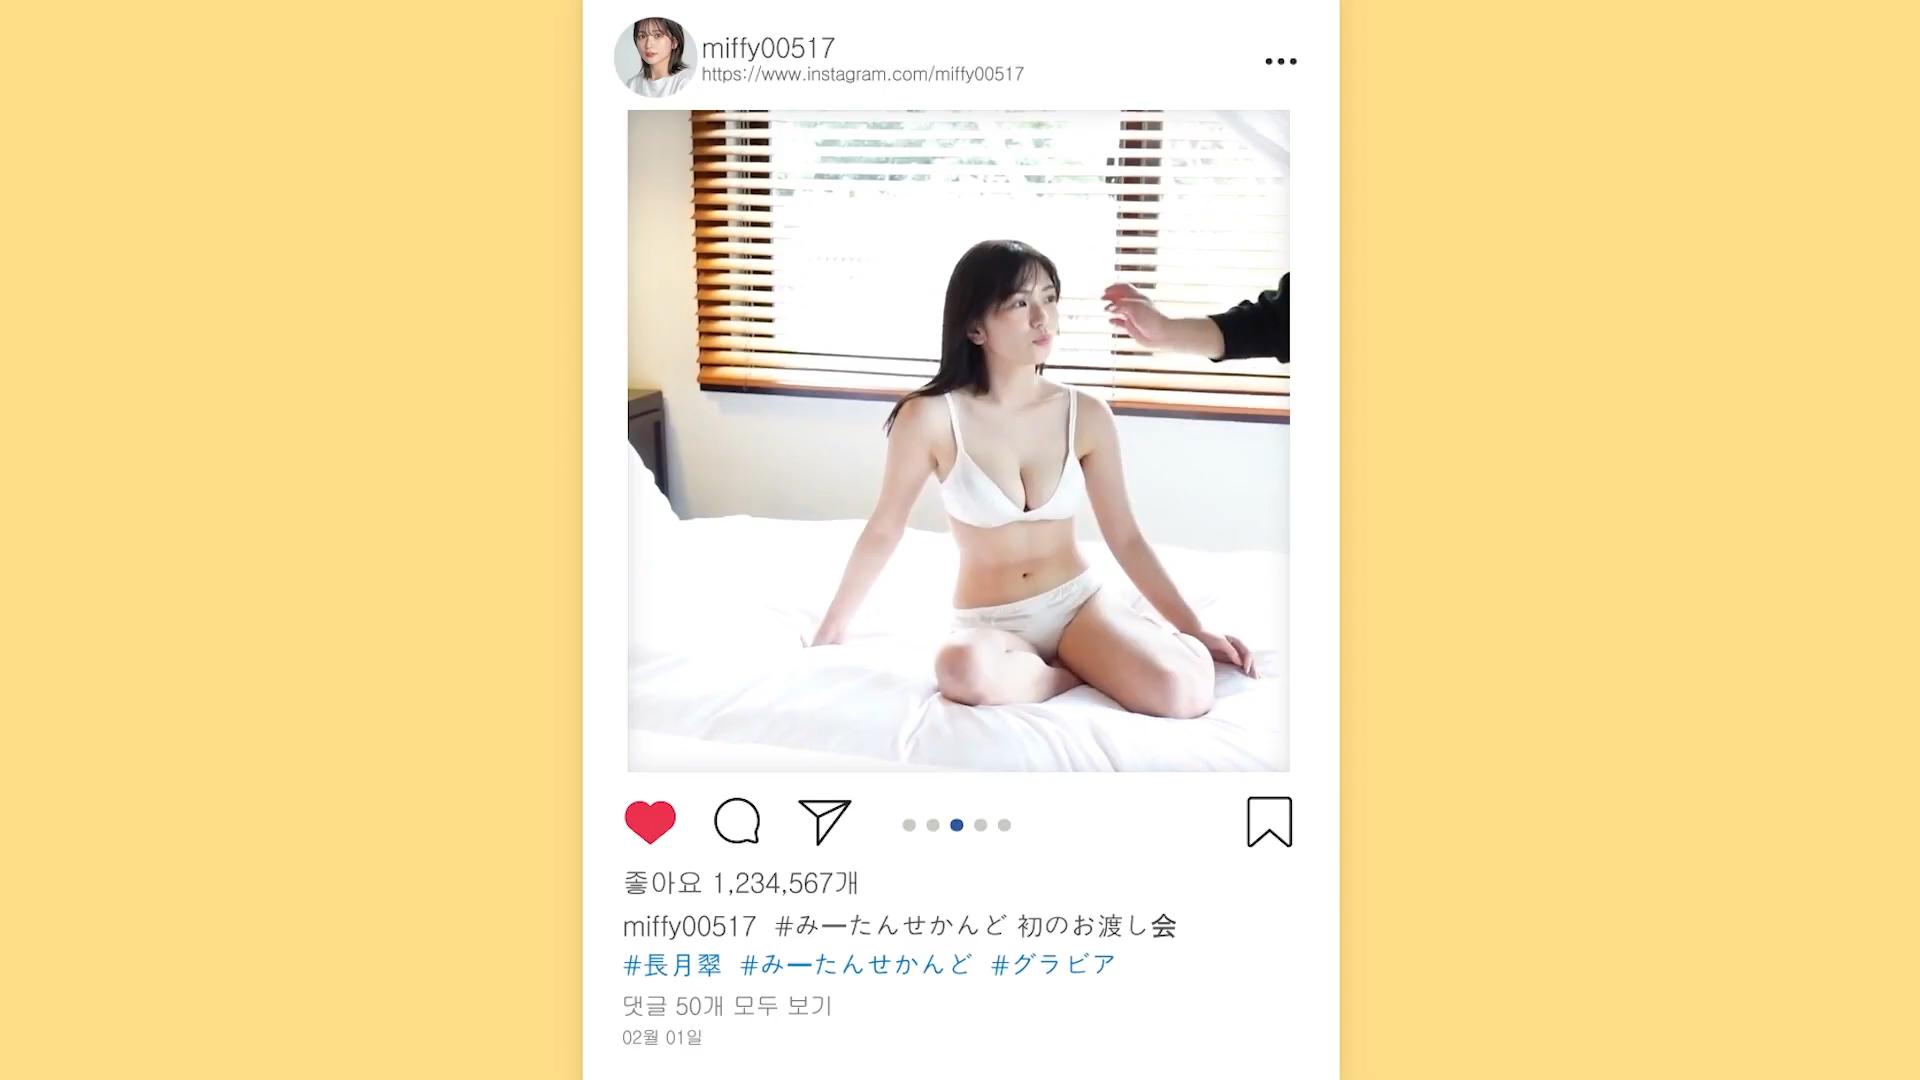 miffy00517
https://www.instagram.com/miffy00517
좋아요 1,234,567개
miffy00517 #みーたんせかんど 初のお渡し会
#長月翠 #みーたんせかんど #グラビア
댓글 50개 모두 보기
02월 01일